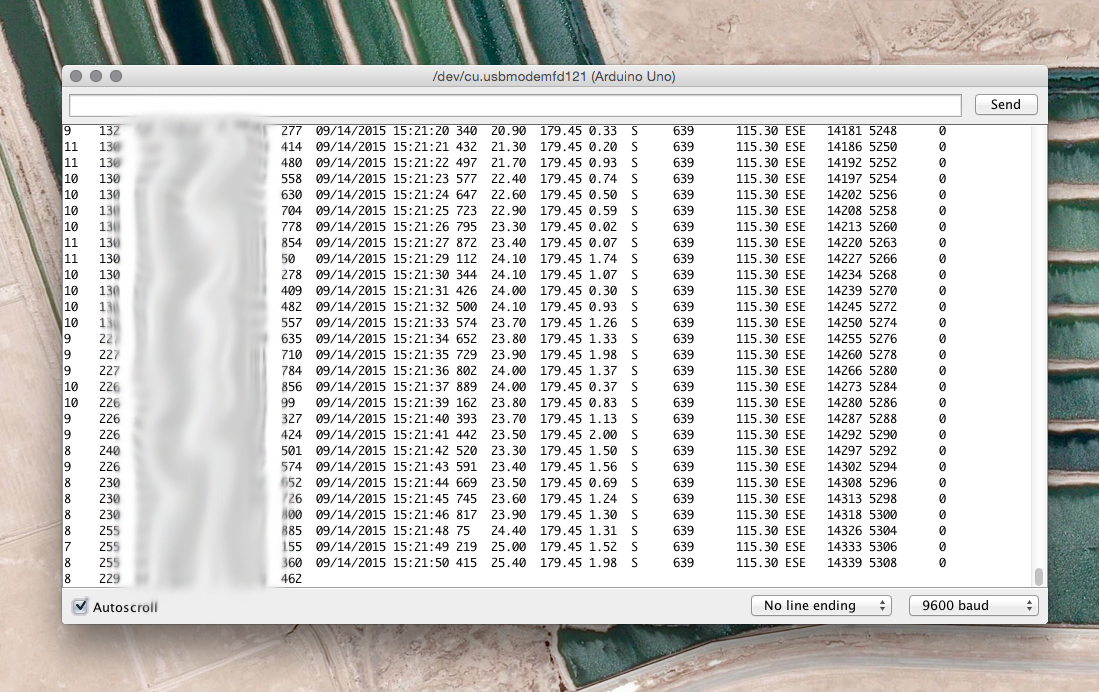 /dev/cu.usbmodemfd121 (Arduino Uno)
Send
9 132 277 09/14/2015 15:21:20 340 20.90 179.45 0.33 S 639 115.30 ESE 14181 5248 0
11 130 414 09/14/2015 15:21:21 432 21.30 179.45 0.20 S 639 115.30 ESE 14186 5250 0
11 130 480 09/14/2015 15:21:22 497 21.70 179.45 0.93 S 639 115.30 ESE 14192 5252 0
10 130 558 09/14/2015 15:21:23 577 22.40 179.45 0.74 S 639 115.30 ESE 14197 5254 0
10 130 630 09/14/2015 15:21:24 647 22.60 179.45 0.50 S 639 115.30 ESE 14202 5256 0
10 130 704 09/14/2015 15:21:25 723 22.90 179.45 0.59 S 639 115.30 ESE 14208 5258 0
10 130 778 09/14/2015 15:21:26 795 23.30 179.45 0.02 S 639 115.30 ESE 14213 5260 0
11 130 854 09/14/2015 15:21:27 872 23.40 179.45 0.07 S 639 115.30 ESE 14220 5263 0
11 130 50 09/14/2015 15:21:29 112 24.10 179.45 1.74 S 639 115.30 ESE 14227 5266 0
10 130 278 09/14/2015 15:21:30 344 24.10 179.45 1.07 S 639 115.30 ESE 14234 5268 0
10 130 409 09/14/2015 15:21:31 426 24.00 179.45 0.30 S 639 115.30 ESE 14239 5270 0
10 482 09/14/2015 15:21:32 500 24.10 179.45 0.93 S 639 115.30 ESE 14245 5272 0
10 557 09/14/2015 15:21:33 574 23.70 179.45 1.26 S 639 115.30 ESE 14250 5274 0
9 635 09/14/2015 15:21:34 652 23.80 179.45 1.33 S 639 115.30 ESE 14255 5276 0
9 227 710 09/14/2015 15:21:35 729 23.90 179.45 1.98 S 639 115.30 ESE 14260 5278 0
9 227 784 09/14/2015 15:21:36 802 24.00 179.45 1.37 S 639 115.30 ESE 14266 5280 0
10 226 856 09/14/2015 15:21:37 889 24.00 179.45 0.37 S 639 115.30 ESE 14273 5284 0
10 226 99 09/14/2015 15:21:39 162 23.80 179.45 0.83 S 639 115.30 ESE 14280 5286 0
9 226 327 09/14/2015 15:21:40 393 23.70 179.45 1.13 S 639 115.30 ESE 14287 5288 0
9 226 424 09/14/2015 15:21:41 442 23.50 179.45 2.00 S 639 115.30 ESE 14292 5290 0
8 240 501 09/14/2015 15:21:42 520 23.30 179.45 1.50 S 639 115.30 ESE 14297 5292 0
9 226 574 09/14/2015 15:21:43 591 23.40 179.45 1.56 S 639 115.30 ESE 14302 5294 0
8 230 652 09/14/2015 15:21:44 669 23.50 179.45 0.69 S 639 115.30 ESE 14308 5296 0
8 230 726 09/14/2015 15:21:45 745 23.60 179.45 1.24 S 639 115.30 ESE 14313 5298 0
8 230 800 09/14/2015 15:21:46 817 23.90 179.45 1.30 S 639 115.30 ESE 14318 5300 0
8 255 885 09/14/2015 15:21:48 75 24.40 179.45 1.31 S 639 115.30 ESE 14326 5304 0
7 255 155 09/14/2015 15:21:49 219 25.00 179.45 1.52 S 639 115.30 ESE 14333 5306 0
8 255 360 09/14/2015 15:21:50 415 25.40 179.45 1.98 S 639 115.30 ESE 14339 5308 0
8 229 462
Autoscroll No line ending 9600 baud